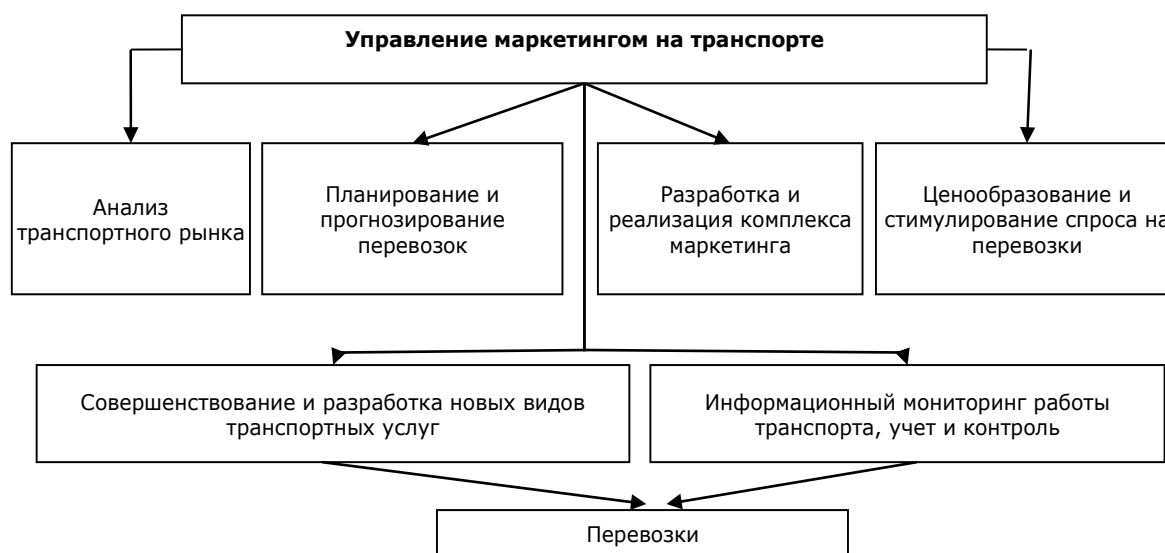 Управление маркетингом на транспорте
Анализ
транспортного рынка
Планирование и
прогнозирование
перевозок
Разработка и
реализация комплекса
маркетинга
Ценообразование и
стимулирование спроса на
перевозки
Совершенствование и разработка новых видов
транспортных услуг
Информационный мониторинг работы
транспорта, учет и контроль
Перевозки